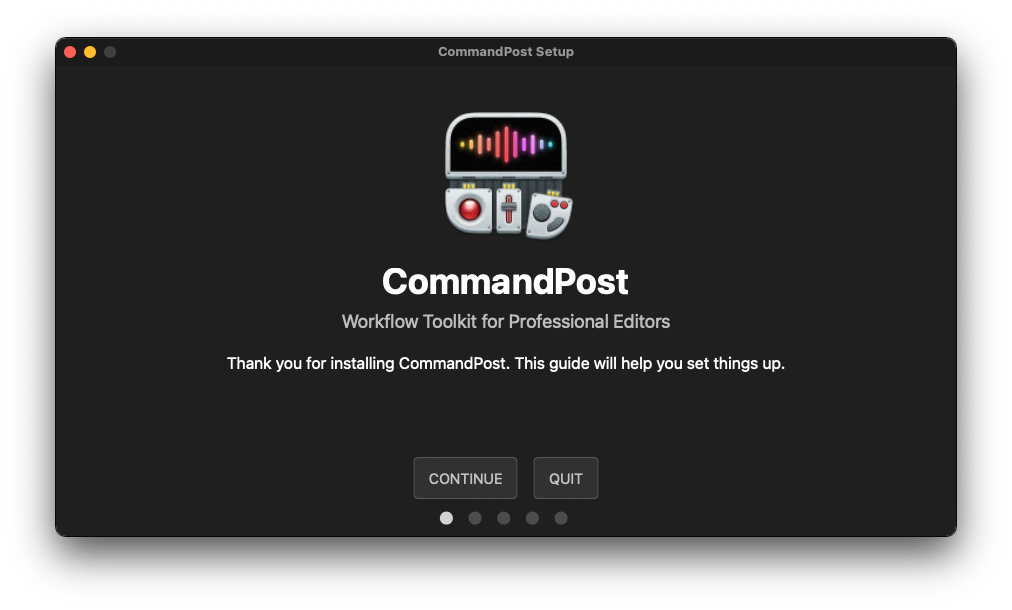 CommandPost Setup
CommandPost
Workflow Toolkit for Professional Editors
Thank you for installing CommandPost. This guide will help you set things up.
CONTINUE QUIT